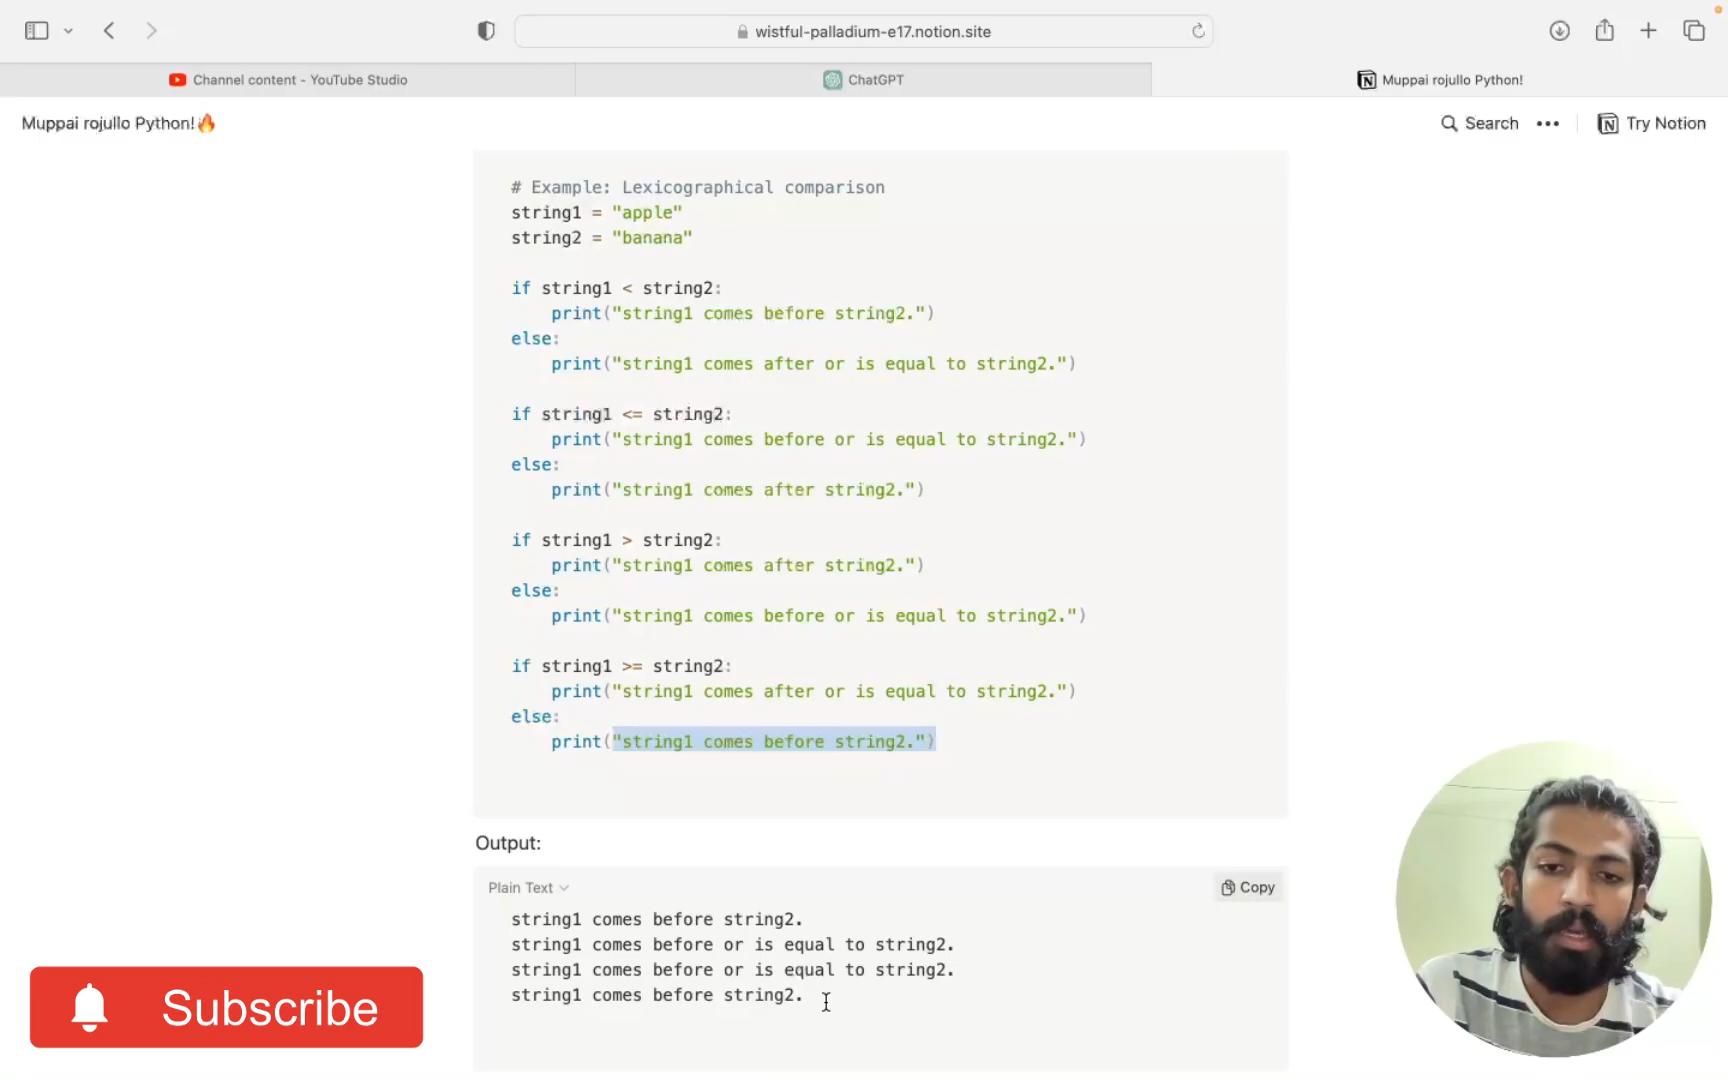 wistful-palladium-e17.notion.site
Channel content - YouTube Studio
ChatGPT
Muppai rojullo Python!
Muppai rojullo Python!🔥
Search
Try Notion
# Example: Lexicographical comparison
string1 = "apple"
string2 = "banana"
if string1 < string2:
    print("string1 comes before string2.")
else:
    print("string1 comes after or is equal to string2.")
if string1 <= string2:
    print("string1 comes before or is equal to string2.")
else:
    print("string1 comes after string2.")
if string1 > string2:
    print("string1 comes after string2.")
else:
    print("string1 comes before or is equal to string2.")
if string1 >= string2:
    print("string1 comes after or is equal to string2.")
else:
    print("string1 comes before string2.")
Output:
Plain Text
Copy
string1 comes before string2.
string1 comes before or is equal to string2.
string1 comes before or is equal to string2.
string1 comes before string2.
Subscribe